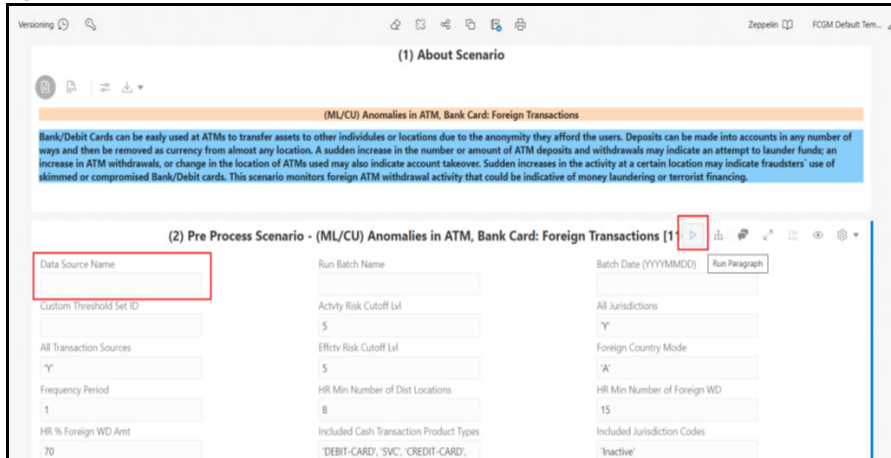 Versioning
Zeppelin
FCGM Default Tem...
(1) About Scenario
(ML/CU) Anomalies in ATM, Bank Card: Foreign Transactions
Bank/Debit Cards can be easly used at ATMs to transfer assets to other individules or locations due to the anonymity they afford the users. Deposits can be made into accounts in any number of
ways and then be removed as currency from almost any location. A sudden increase in the number or amount of ATM deposits and withdrawals may indicate an attempt to launder funds; an
increase in ATM withdrawals, or change in the location of ATMs used may also indicate account takeover. Sudden increases in the activity at a certain location may indicate fraudsters` use of
skimmed or compromised Bank/Debit cards. This scenario monitors foreign ATM withdrawal activity that could be indicative of money laundering or terrorist financing.
(2) Pre Process Scenario - (ML/CU) Anomalies in ATM, Bank Card: Foreign Transactions [11
Data Source Name
Run Batch Name
Batch Date (YYYYMMDD)
Run Paragraph
Custom Threshold Set ID
Actvty Risk Cutoff Lvl
All Jurisdictions
5
'Y'
All Transaction Sources
Effctv Risk Cutoff Lvl
Foreign Country Mode
'Y'
5
'A'
Frequency Period
HR Min Number of Dist Locations
HR Min Number of Foreign WD
1
8
15
HR % Foreign WD Amt
Included Cash Transaction Product Types
Included Jurisdiction Codes
70
'DEBIT-CARD', 'SVC', 'CREDIT-CARD',
'Inactive'